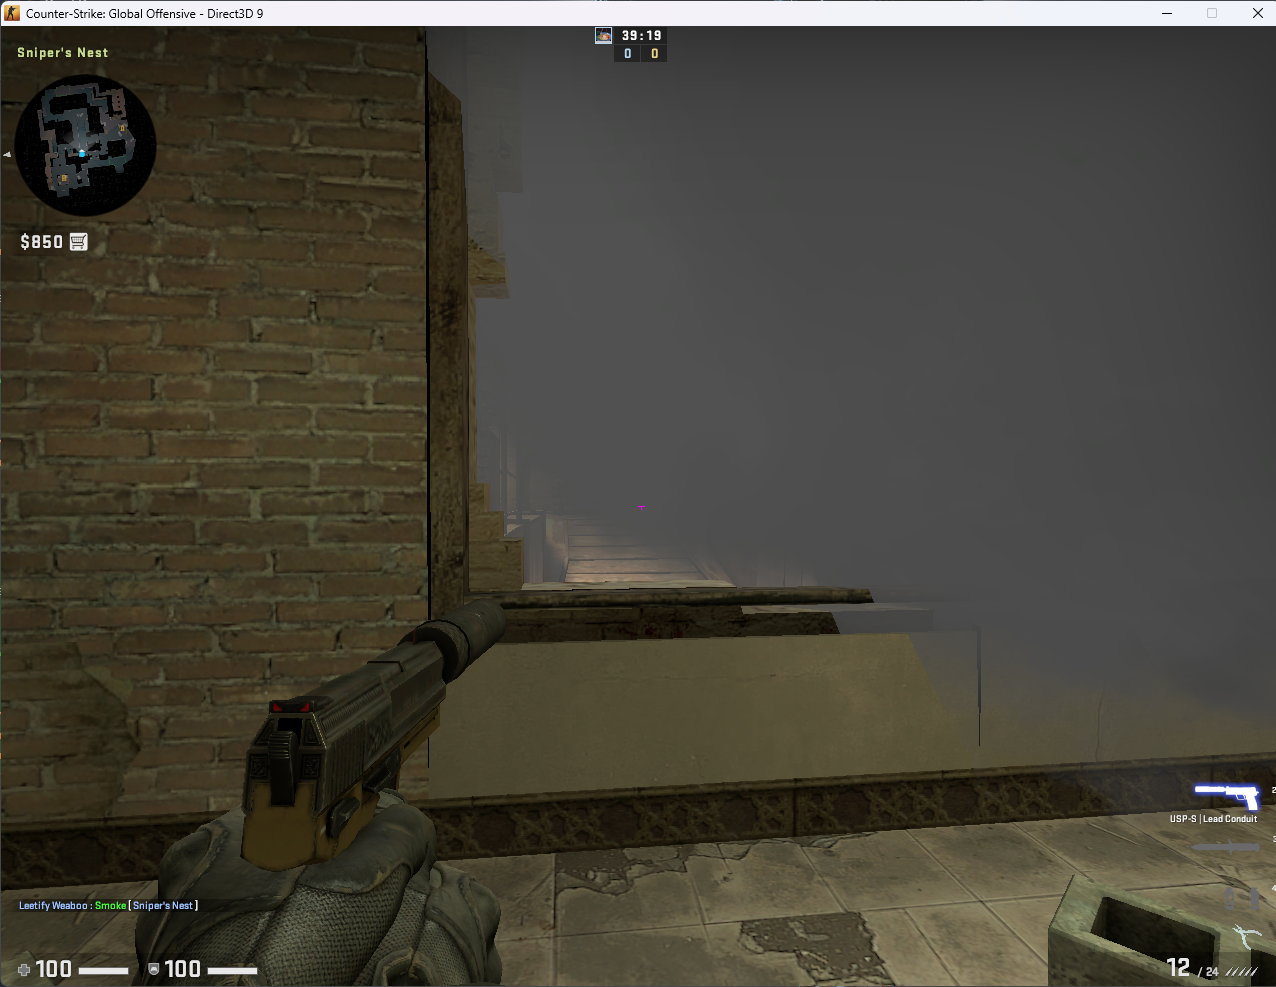 Counter-Strike: Global Offensive - Direct3D 9
39:19
0 0
Sniper's Nest
$850
USP-S | Lead Conduit
Leetify Weaboo : Smoke [ Sniper's Nest ]
100 100
12 / 24